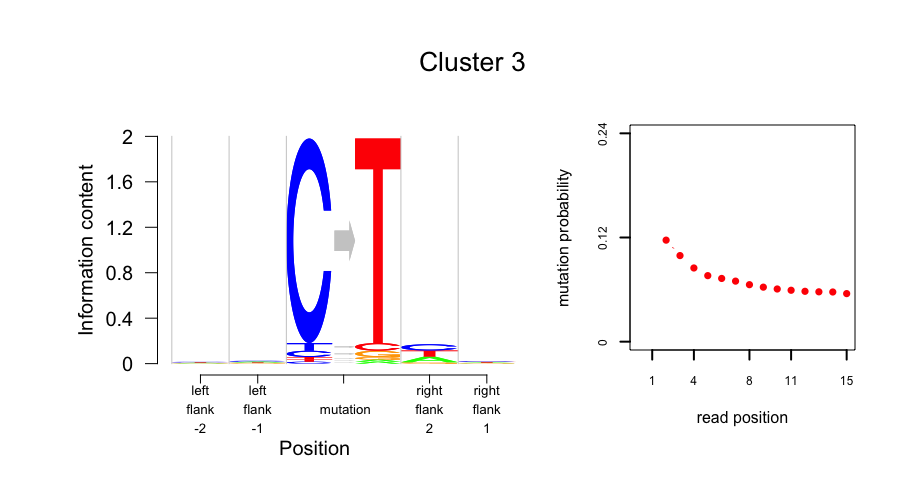 Cluster 3
Information content
2
1.6
1.2
0.8
0.4
0
C T
left flank -2
left flank -1
mutation
right flank 2
right flank 1
Position
mutation probability
0.24
0.12
0
1 4 8 11 15
read position